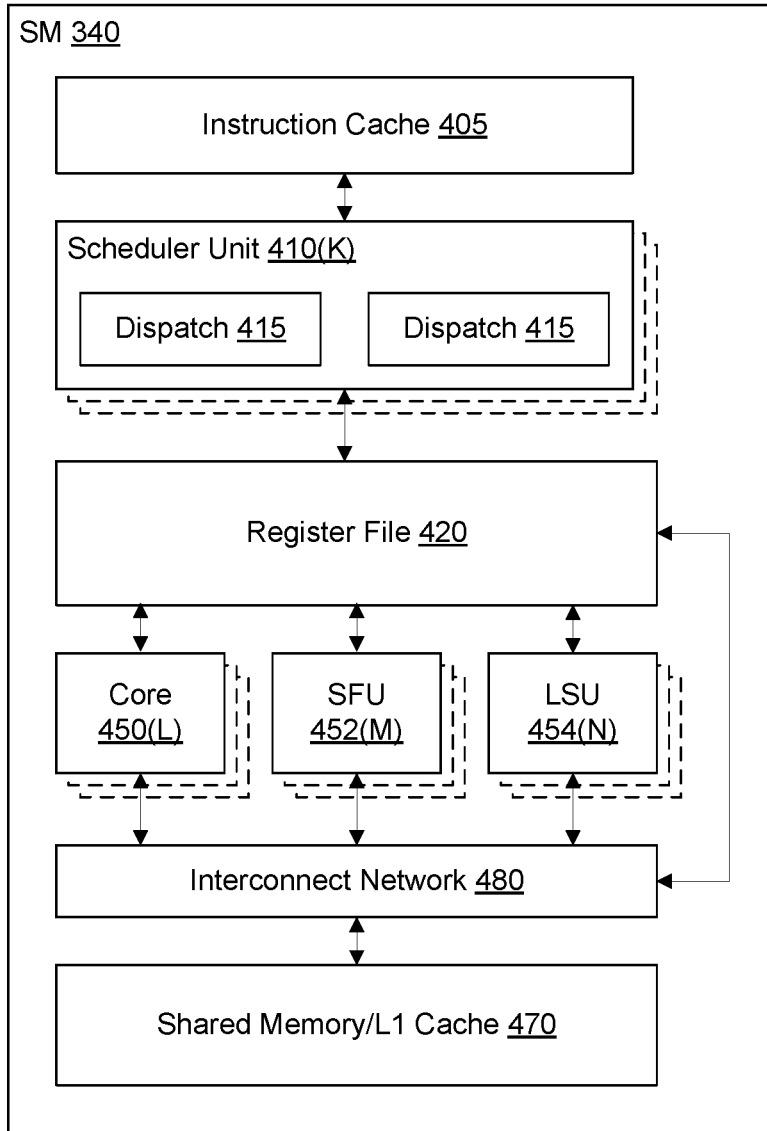 SM 340
Instruction Cache 405
Scheduler Unit 410(K)
Dispatch 415
Dispatch 415
Register File 420
Core
450(L)
SFU
452(M)
LSU
454(N)
Interconnect Network 480
Shared Memory/L1 Cache 470